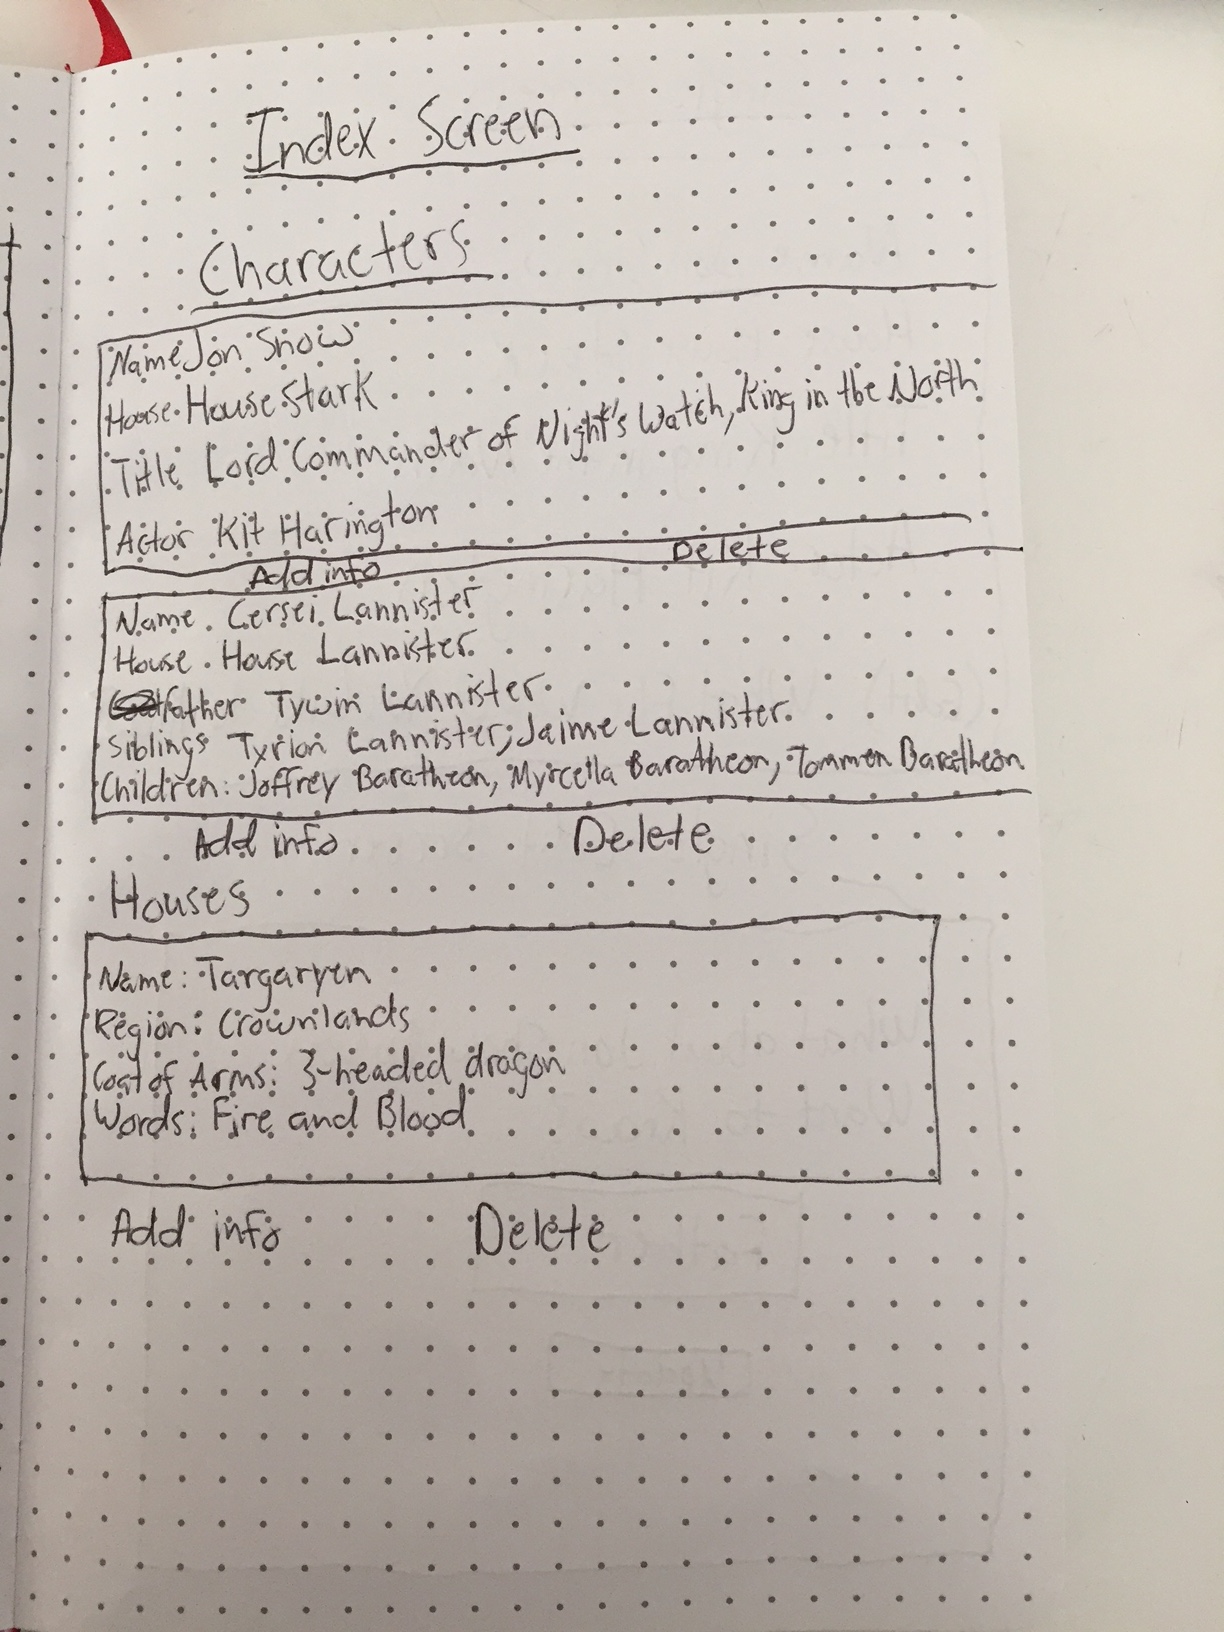 Index Screen
Characters
Name Jon Snow
House House Stark
Title Lord Commander of Night's Watch, King in the North
Actor Kit Harington
Add info Delete
Name Cersei Lannister
House House Lannister
father Tywin Lannister
Siblings Tyrion Lannister, Jaime Lannister
Children: Joffrey Baratheon, Myrcella Baratheon, Tommen Baratheon
Add info Delete
Houses
Name: Targaryen
Region: Crownlands
Coat of Arms: 3-headed dragon
Words: Fire and Blood
Add info Delete